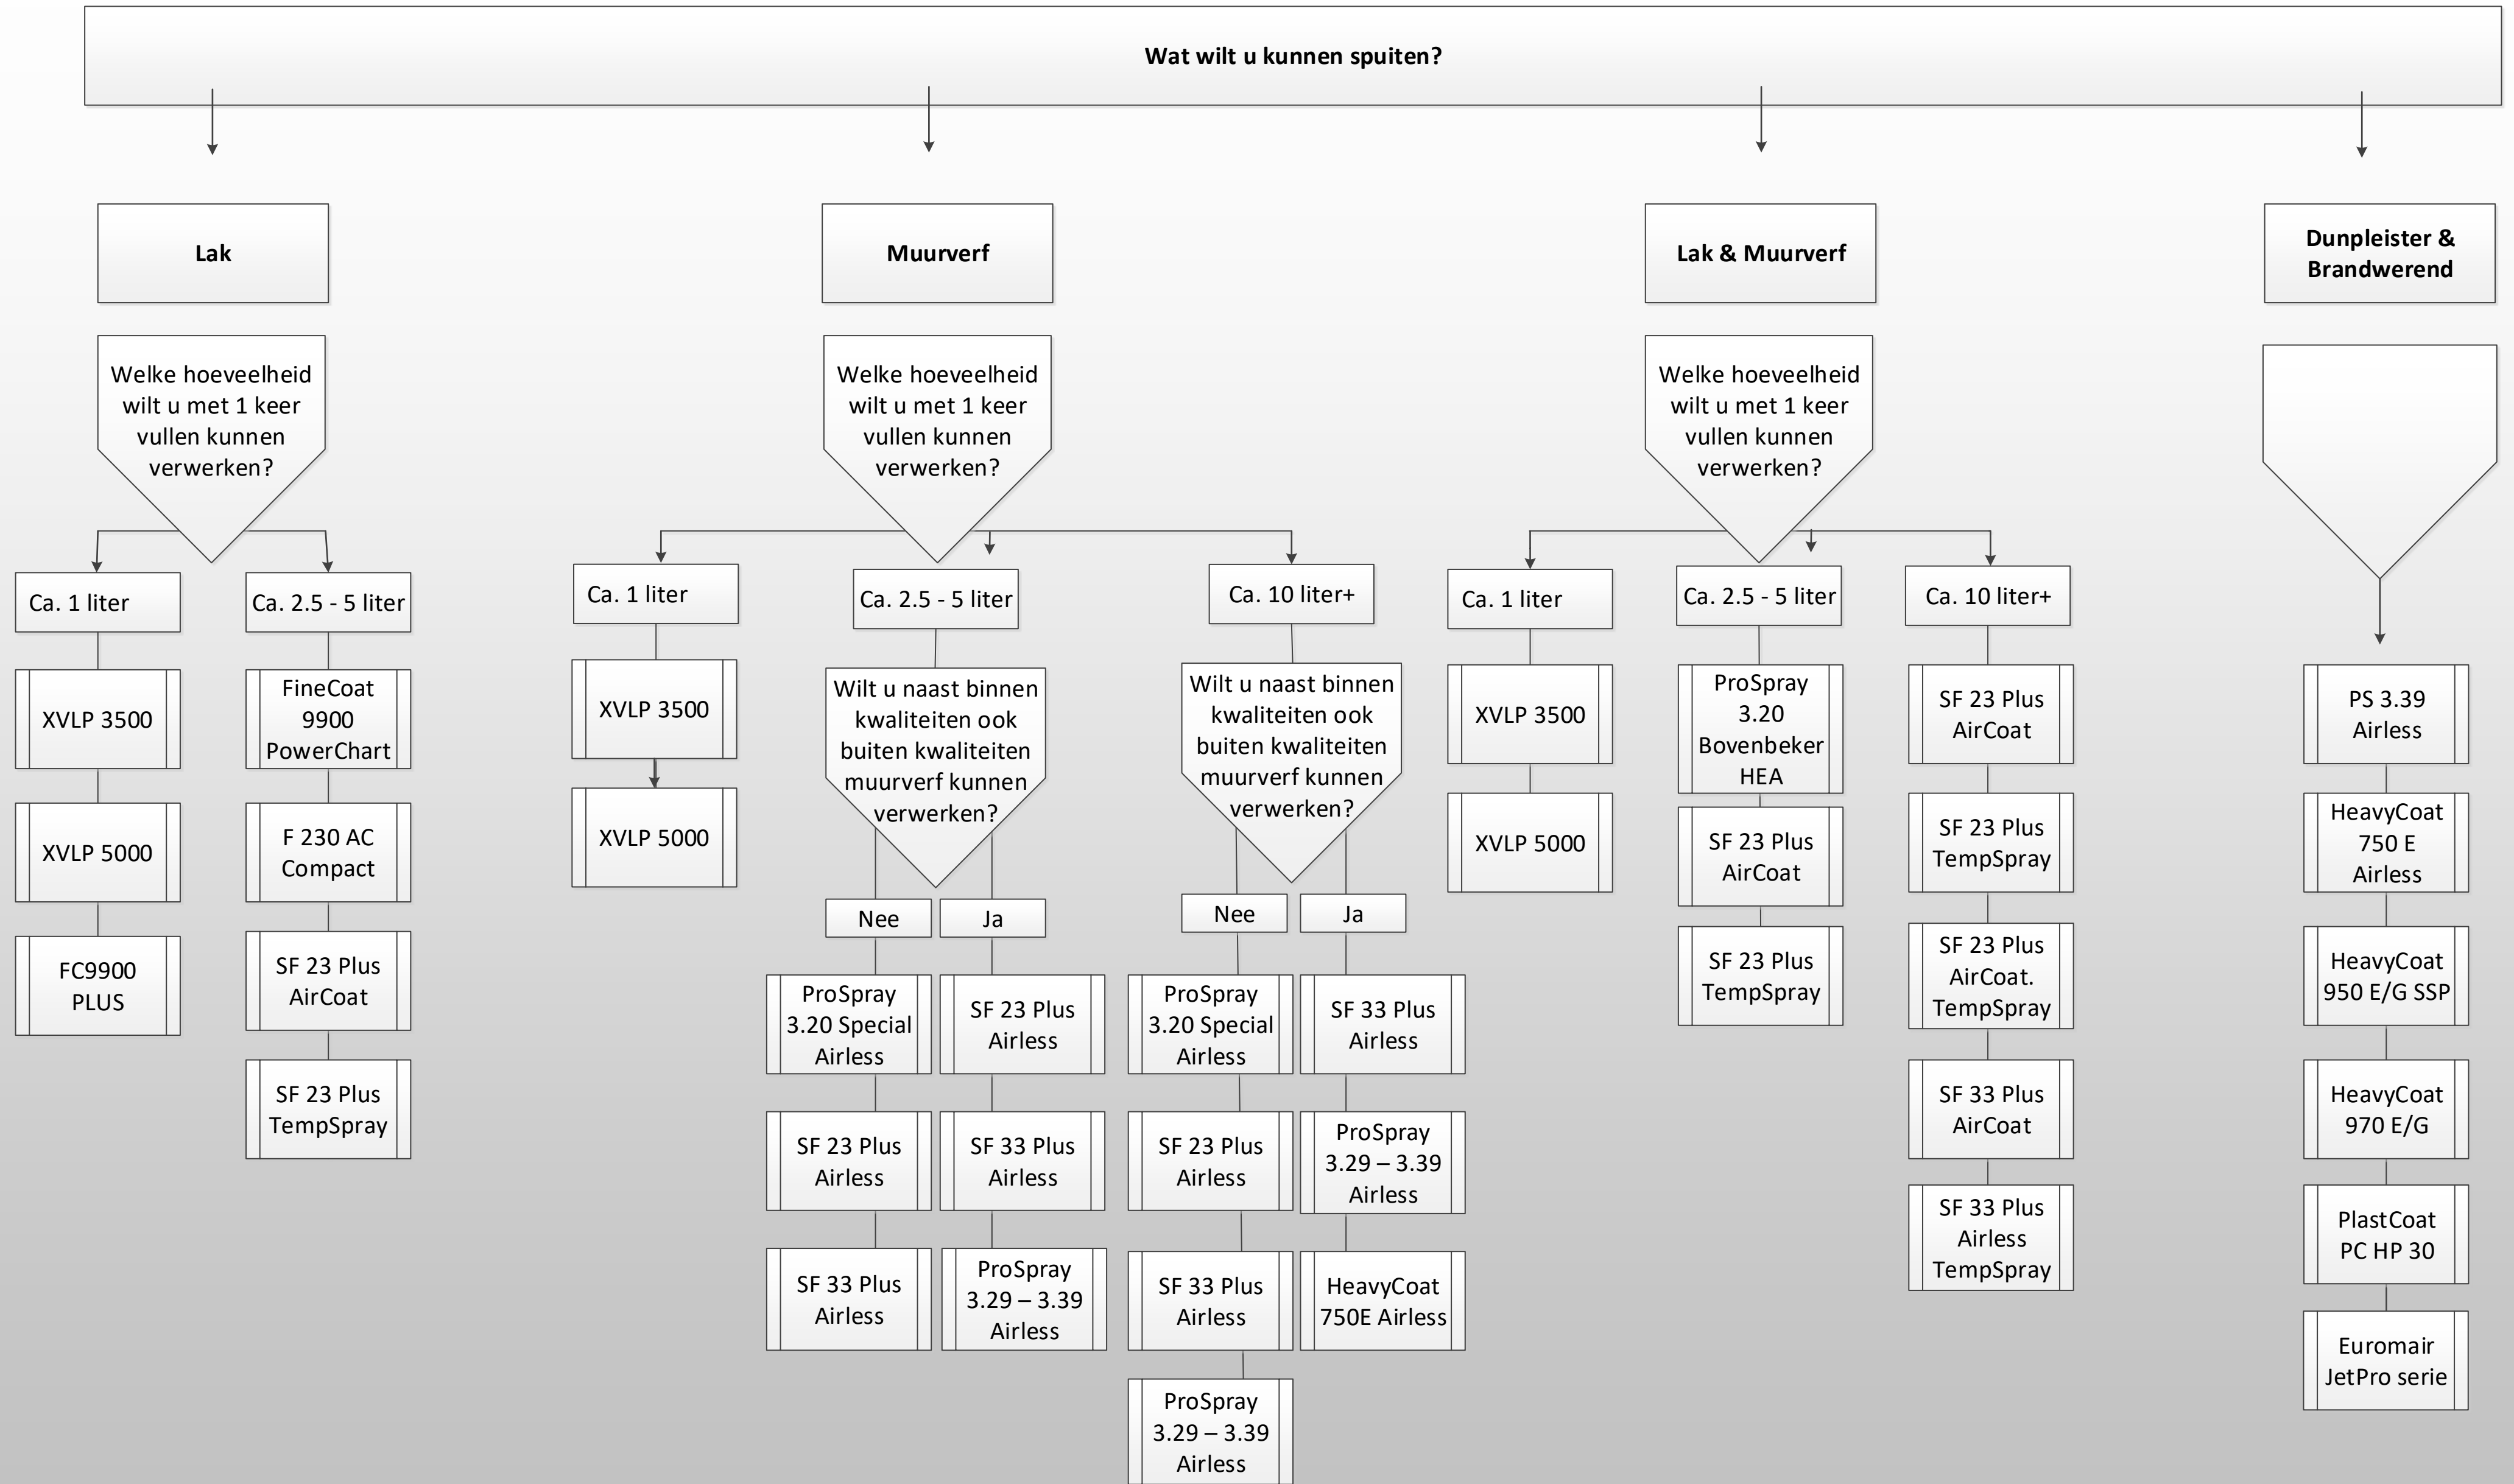 Wat wilt u kunnen spuiten?
Lak
Welke hoeveelheid
wilt u met 1 keer
vullen kunnen
verwerken?
Ca. 1 liter
XVLP 3500
XVLP 5000
FC9900
PLUS
Ca. 2.5 - 5 liter
FineCoat
9900
PowerChart
F 230 AC
Compact
SF 23 Plus
AirCoat
SF 23 Plus
TempSpray
Muurverf
Welke hoeveelheid
wilt u met 1 keer
vullen kunnen
verwerken?
Ca. 1 liter
XVLP 3500
XVLP 5000
Ca. 2.5 - 5 liter
Wilt u naast binnen
kwaliteiten ook
buiten kwaliteiten
muurverf kunnen
verwerken?
Nee
ProSpray
3.20 Special
Airless
SF 23 Plus
Airless
SF 33 Plus
Airless
Ja
SF 23 Plus
Airless
SF 33 Plus
Airless
ProSpray
3.29 – 3.39
Airless
Ca. 10 liter+
Wilt u naast binnen
kwaliteiten ook
buiten kwaliteiten
muurverf kunnen
verwerken?
Nee
ProSpray
3.20 Special
Airless
SF 23 Plus
Airless
SF 33 Plus
Airless
ProSpray
3.29 – 3.39
Airless
Ja
SF 33 Plus
Airless
ProSpray
3.29 – 3.39
Airless
HeavyCoat
750E Airless
Lak & Muurverf
Welke hoeveelheid
wilt u met 1 keer
vullen kunnen
verwerken?
Ca. 1 liter
XVLP 3500
XVLP 5000
Ca. 2.5 - 5 liter
ProSpray
3.20
Bovenbeker
HEA
SF 23 Plus
AirCoat
SF 23 Plus
TempSpray
Ca. 10 liter+
SF 23 Plus
AirCoat
SF 23 Plus
TempSpray
SF 23 Plus
AirCoat.
TempSpray
SF 33 Plus
AirCoat
SF 33 Plus
Airless
TempSpray
Dunpleister &
Brandwerend
PS 3.39
Airless
HeavyCoat
750 E
Airless
HeavyCoat
950 E/G SSP
HeavyCoat
970 E/G
PlastCoat
PC HP 30
Euromair
JetPro serie